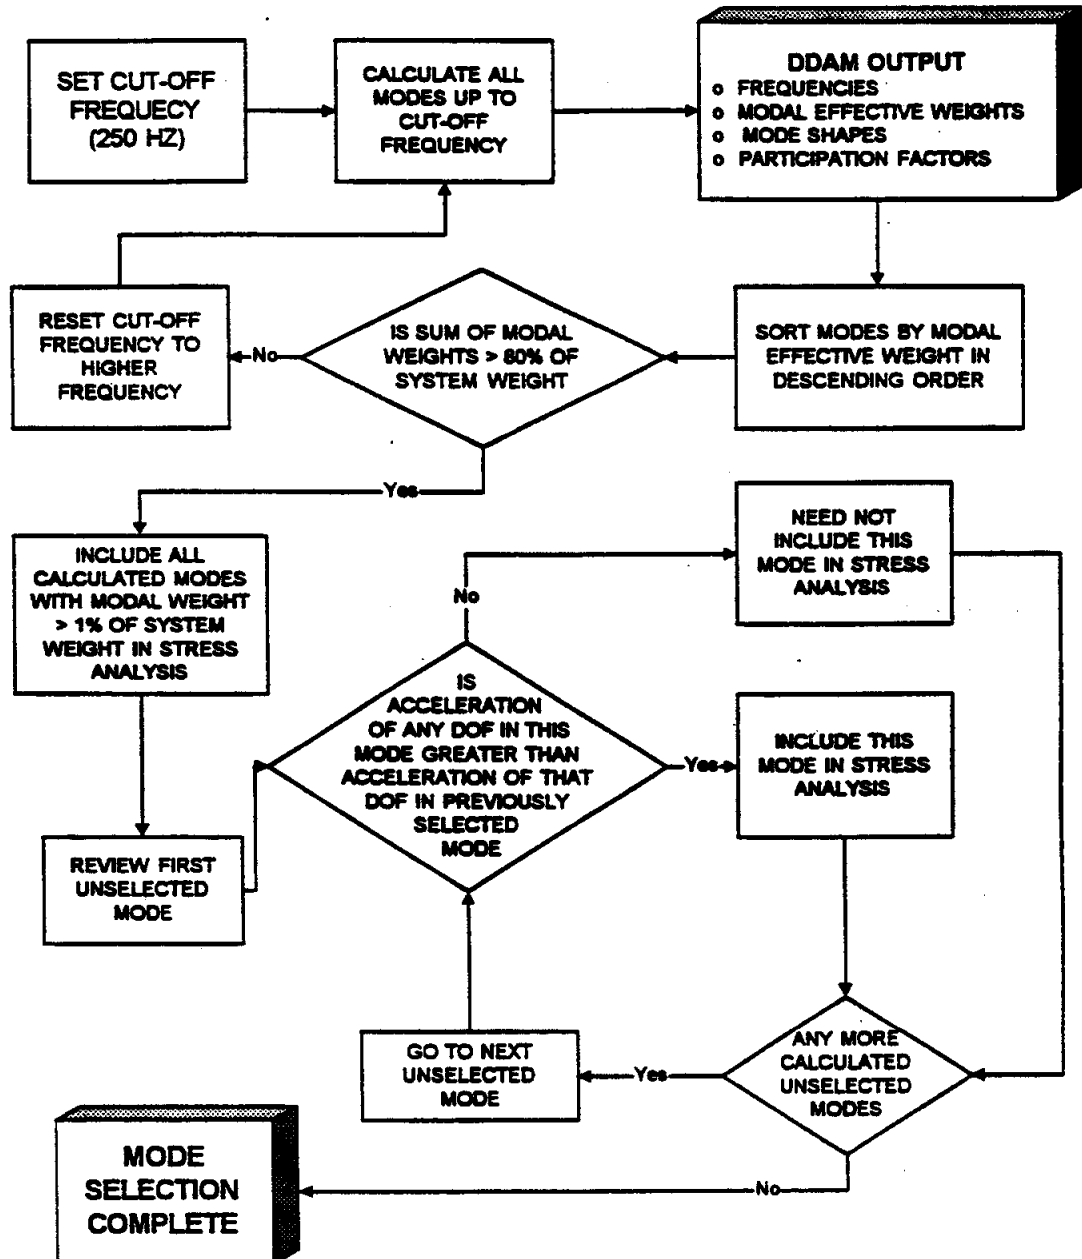 SET CUT-OFF
FREQUECY
(250 HZ)
CALCULATE ALL
MODES UP TO
CUT-OFF
FREQUENCY
DDAM OUTPUT
o FREQUENCIES
o MODAL EFFECTIVE WEIGHTS
o MODE SHAPES
o PARTICIPATION FACTORS
SORT MODES BY MODAL
EFFECTIVE WEIGHT IN
DESCENDING ORDER
IS SUM OF MODAL
WEIGHTS > 80% OF
SYSTEM WEIGHT
No
RESET CUT-OFF
FREQUENCY TO
HIGHER
FREQUENCY
Yes
INCLUDE ALL
CALCULATED MODES
WITH MODAL WEIGHT
> 1% OF SYSTEM
WEIGHT IN STRESS
ANALYSIS
REVIEW FIRST
UNSELECTED
MODE
IS
ACCELERATION
OF ANY DOF IN THIS
MODE GREATER THAN
ACCELERATION OF THAT
DOF IN PREVIOUSLY
SELECTED
MODE
No
NEED NOT
INCLUDE THIS
MODE IN STRESS
ANALYSIS
Yes
INCLUDE THIS
MODE IN STRESS
ANALYSIS
ANY MORE
CALCULATED
UNSELECTED
MODES
Yes
GO TO NEXT
UNSELECTED
MODE
No
MODE
SELECTION
COMPLETE